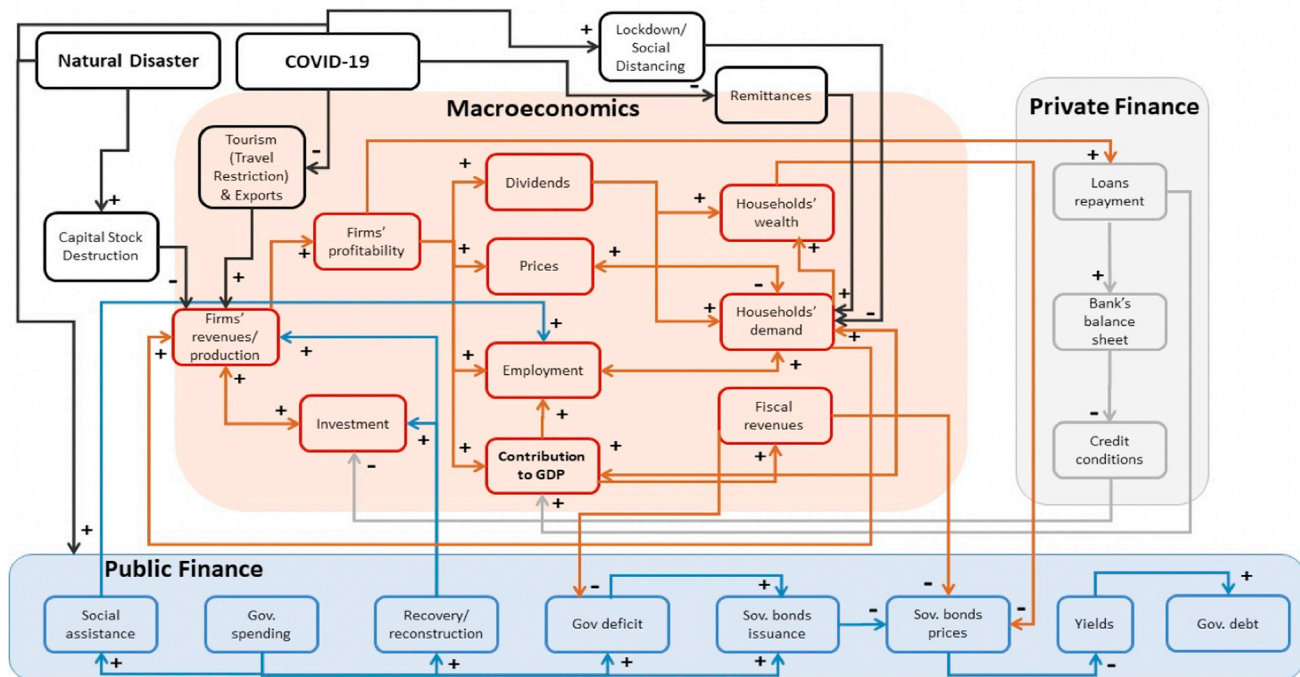 Natural Disaster
COVID-19
Lockdown/
Social
Distancing
+
-
Remittances
Macroeconomics
Private Finance
Tourism
(Travel
Restriction)
& Exports
-
+
Dividends
+
Households'
wealth
+
Loans
repayment
+
Capital Stock
Destruction
Firms'
profitability
+
+
Prices
+
+
-
+
-
+
Firms'
revenues/
production
+
+
+
+
Households'
demand
+
-
+
+
Bank's
balance
sheet
+
Employment
+
+
+
Investment
+
-
+
Fiscal
revenues
+
-
Credit
conditions
+
Contribution
to GDP
+
+
+
Public Finance
-
+
-
-
+
Social
assistance
Gov.
spending
Recovery/
reconstruction
Gov deficit
Sov. bonds
issuance
-
Sov. bonds
prices
Yields
Gov. debt
+
+
+
+
-